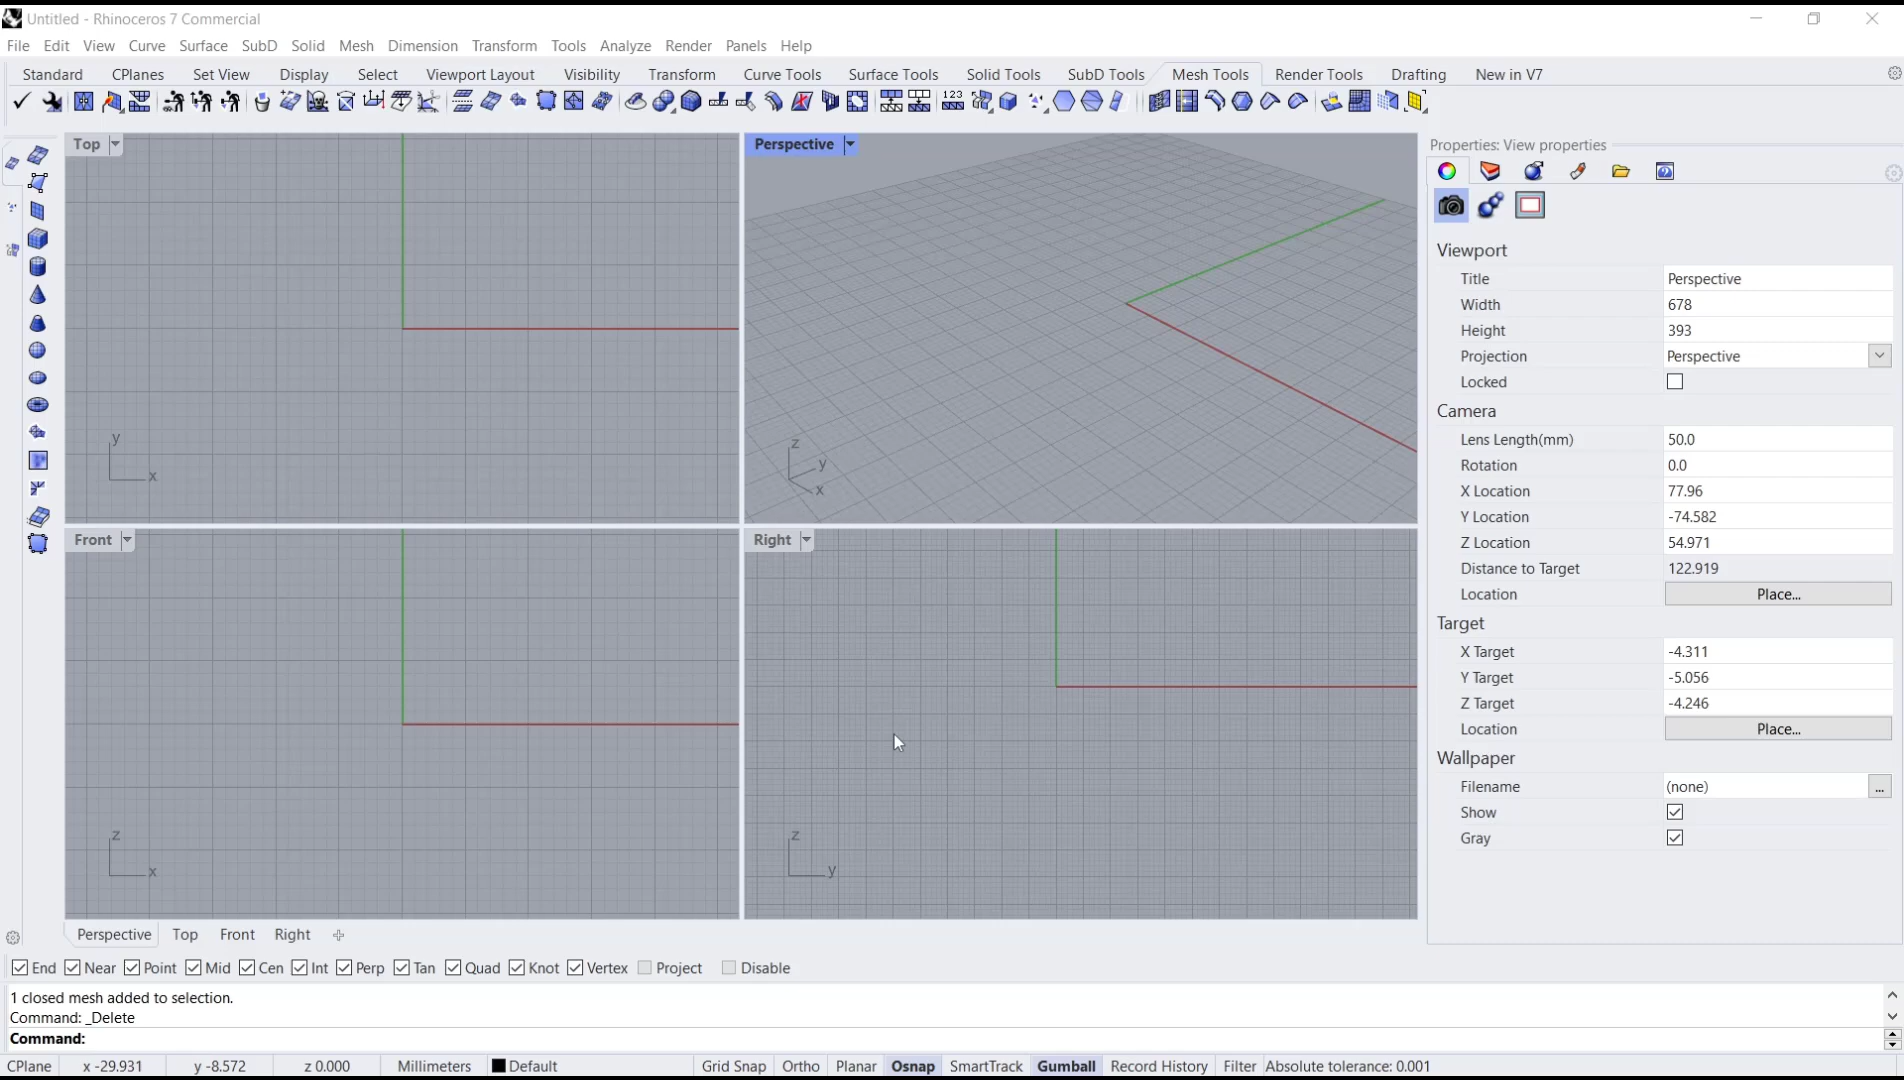 Untitled - Rhinoceros 7 Commercial
File Edit View Curve Surface SubD Solid Mesh Dimension Transform Tools Analyze Render Panels Help
Standard CPlanes Set View Display Select Viewport Layout Visibility Transform Curve Tools Surface Tools Solid Tools SubD Tools Mesh Tools Render Tools Drafting New in V7
123
Top
y
x
Perspective
z
y
x
Front
z
x
Right
z
y
Properties: View properties
Viewport
Title Perspective
Width 678
Height 393
Projection Perspective
Locked
Camera
Lens Length(mm) 50.0
Rotation 0.0
X Location 77.96
Y Location -74.582
Z Location 54.971
Distance to Target 122.919
Location Place...
Target
X Target -4.311
Y Target -5.056
Z Target -4.246
Location Place...
Wallpaper
Filename (none) ...
Show
Gray
Perspective Top Front Right
End Near Point Mid Cen Int Perp Tan Quad Knot Vertex Project Disable
1 closed mesh added to selection.
Command: _Delete
Command:
CPlane x -29.931 y -8.572 z 0.000 Millimeters Default Grid Snap Ortho Planar Osnap SmartTrack Gumball Record History Filter Absolute tolerance: 0.001